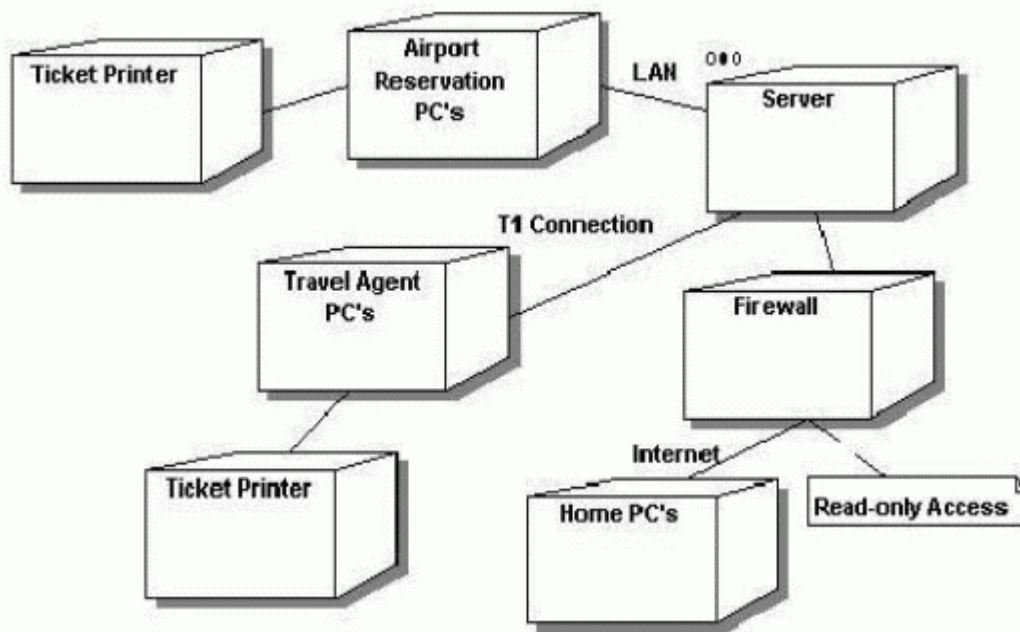 Ticket Printer
Airport
Reservation
PC's
LAN
Server
T1 Connection
Travel Agent
PC's
Firewall
Ticket Printer
Internet
Home PC's
Read-only Access